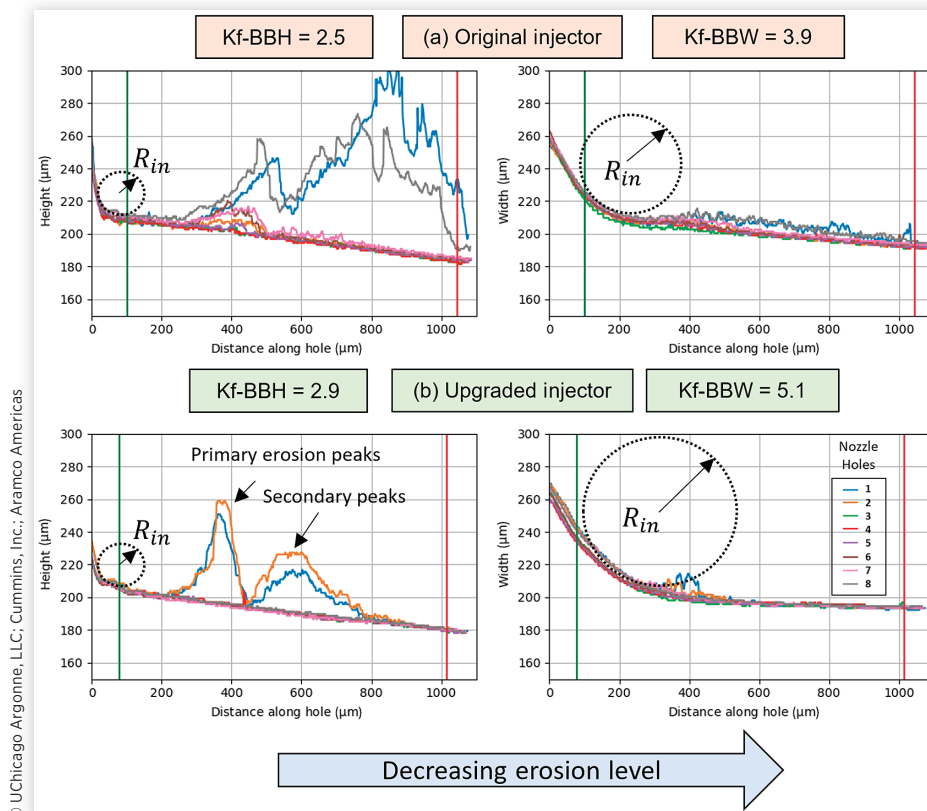 Kf-BBH = 2.5
(a) Original injector
Kf-BBW = 3.9
300
280
260
240
220
200
180
160
Height (µm)
R_in
0
200
400
600
800
1000
Distance along hole (µm)
300
280
260
240
220
200
180
160
Width (µm)
R_in
0
200
400
600
800
1000
Distance along hole (µm)
Kf-BBH = 2.9
(b) Upgraded injector
Kf-BBW = 5.1
300
280
260
240
220
200
180
160
Height (µm)
Primary erosion peaks
Secondary peaks
R_in
0
200
400
600
800
1000
Distance along hole (µm)
300
280
260
240
220
200
180
160
Width (µm)
R_in
Nozzle
Holes
1
2
3
4
5
6
7
8
0
200
400
600
800
1000
Distance along hole (µm)
Decreasing erosion level
© UChicago Argonne, LLC; Cummins, Inc.; Aramco Americas